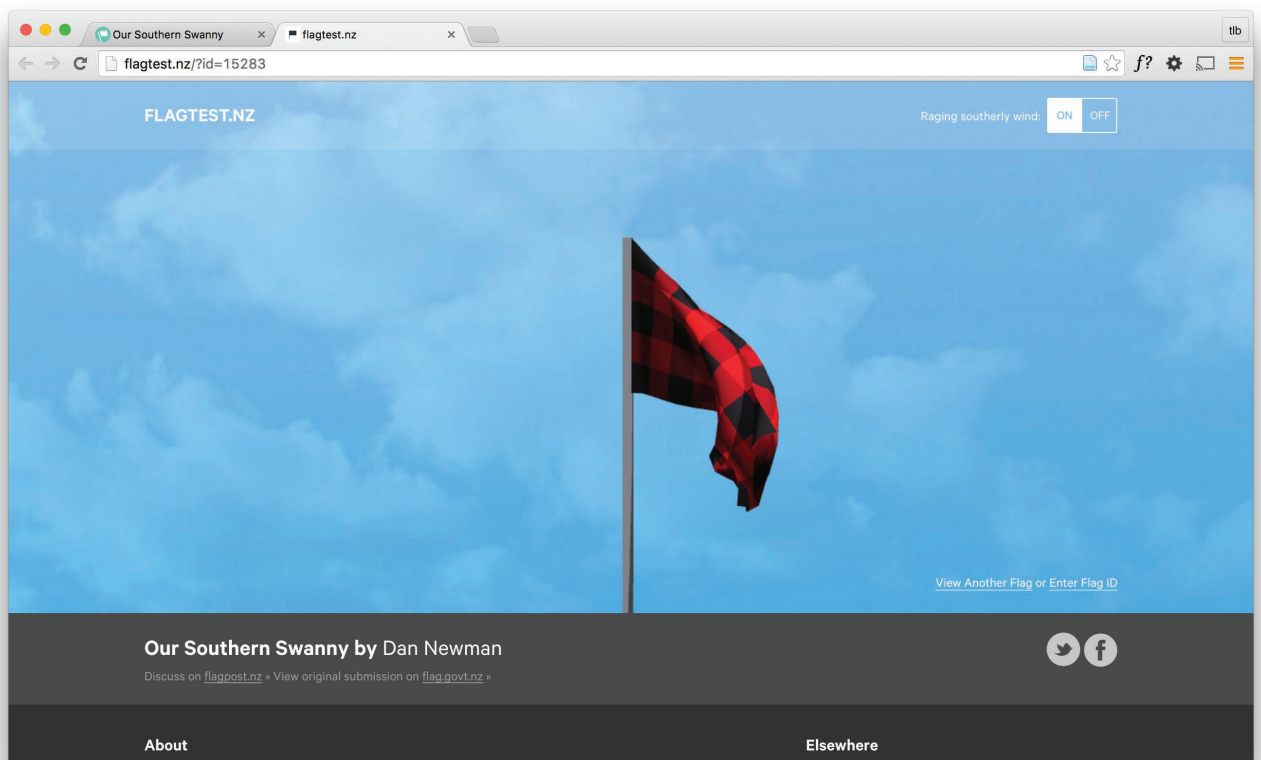 Our Southern Swanny × flagtest.nz × tlb
flagtest.nz/?id=15283 f?
FLAGTEST.NZ Raging southerly wind: ON OFF
View Another Flag or Enter Flag ID
Our Southern Swanny by Dan Newman
Discuss on flagpost.nz » View original submission on flag.govt.nz »
About Elsewhere